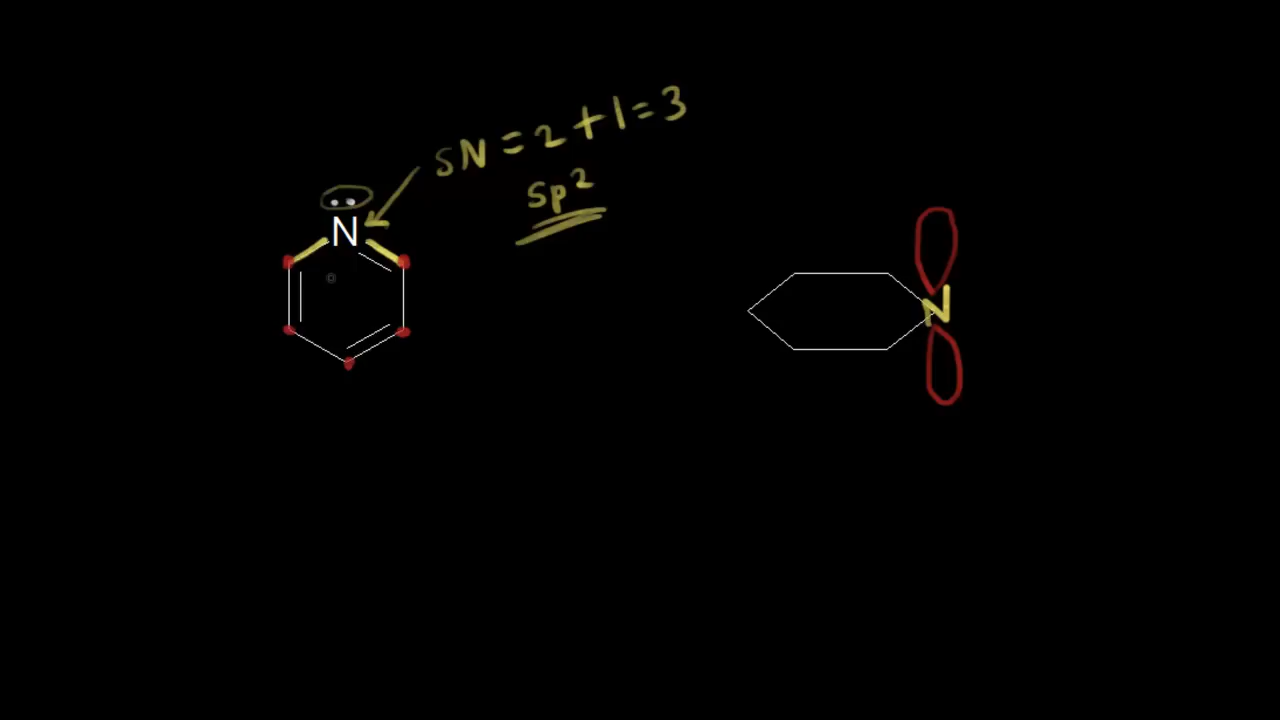 SN = 2 + 1 = 3
Sp²
N
N